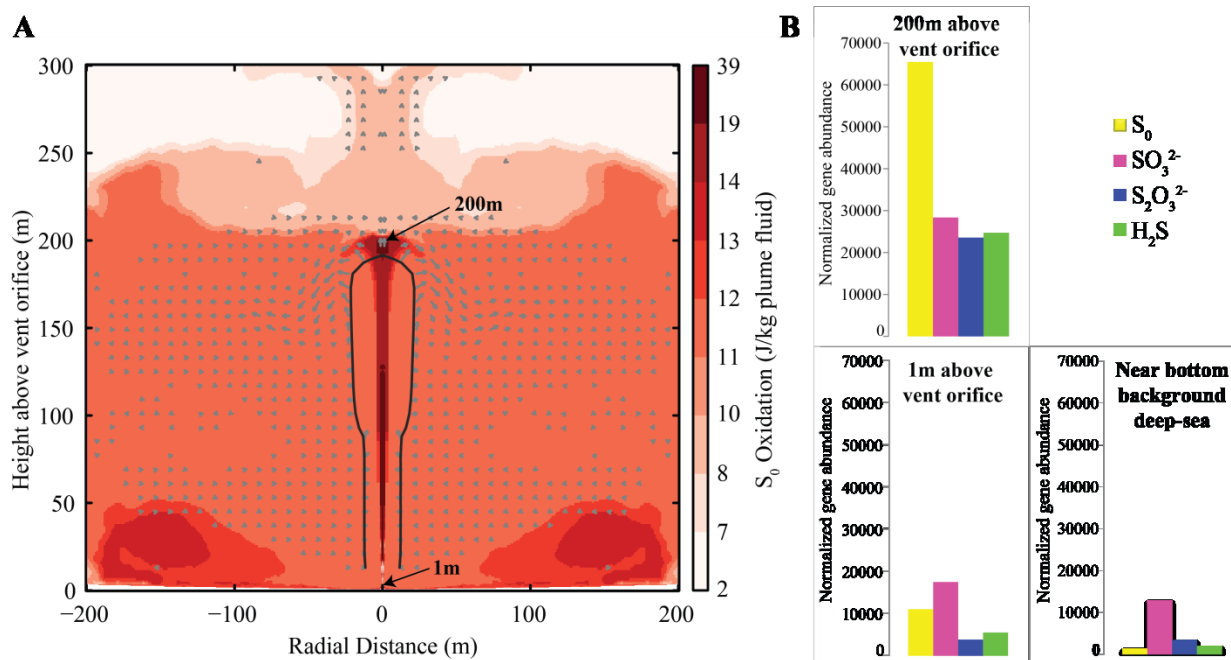 A
300
250
200
150
100
50
0
Height above vent orifice (m)
−200
−100
0
100
200
Radial Distance (m)
200m
1m
39
19
14
13
12
11
10
8
7
2
S₀ Oxidation (J/kg plume fluid)
B
200m above
vent orifice
70000
60000
50000
40000
30000
20000
10000
0
Normalized gene abundance
S₀
SO₃²⁻
S₂O₃²⁻
H₂S
1m above
vent orifice
70000
60000
50000
40000
30000
20000
10000
0
Normalized gene abundance
Near bottom
background
deep-sea
70000
60000
50000
40000
30000
20000
10000
0
Normalized gene abundance